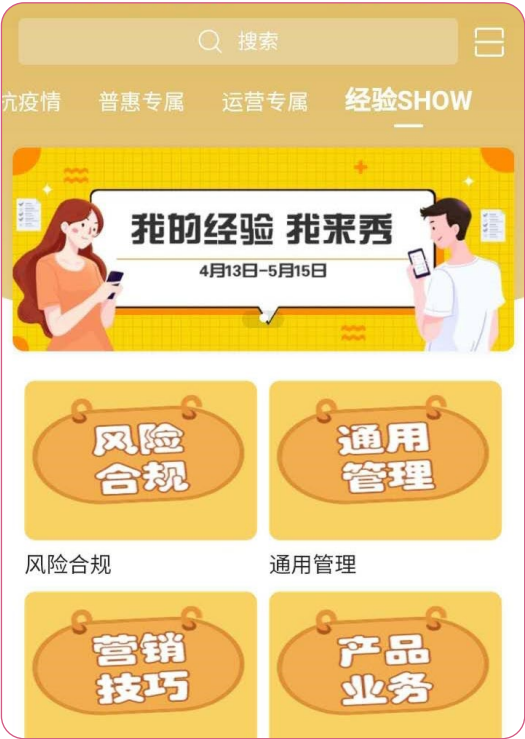 搜索
抗疫情 普惠专属 运营专属 经验SHOW
我的经验 我来秀
4月13日-5月15日
风险
合规
通用
管理
风险合规 通用管理
营销
技巧
产品
业务